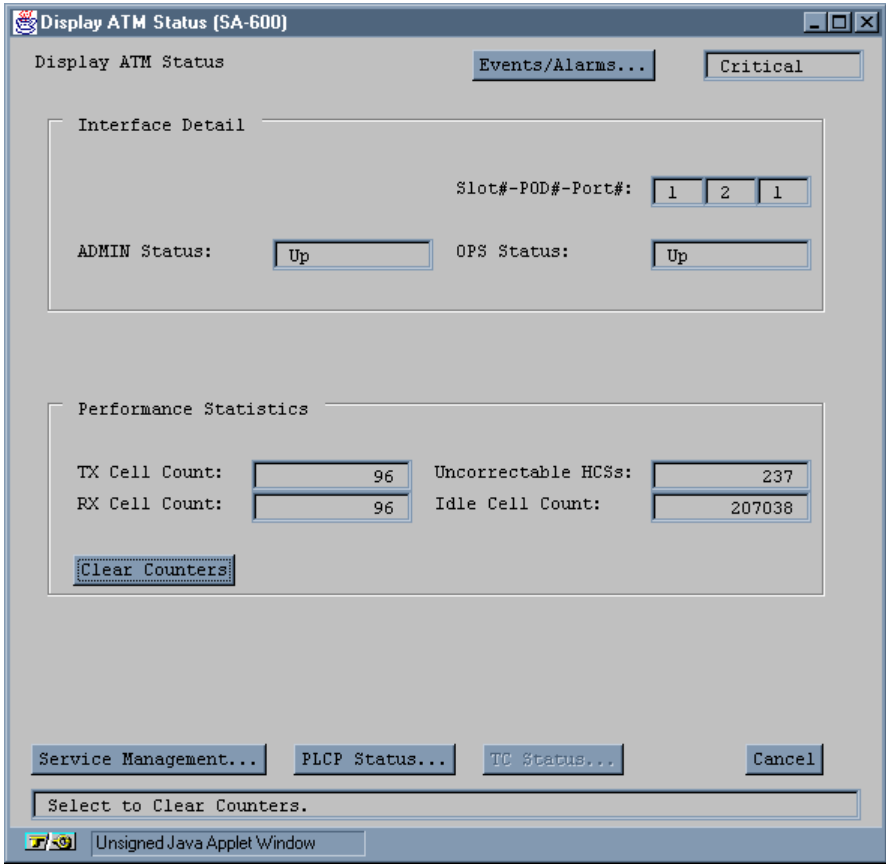 Display ATM Status (SA-600)
Display ATM Status
Events/Alarms...
Critical
Interface Detail
Slot#-POD#-Port#: 1 2 1
ADMIN Status: Up
OPS Status: Up
Performance Statistics
TX Cell Count: 96
Uncorrectable HCSs: 237
RX Cell Count: 96
Idle Cell Count: 207038
Clear Counters
Service Management...
PLCP Status...
TC Status...
Cancel
Select to Clear Counters.
Unsigned Java Applet Window